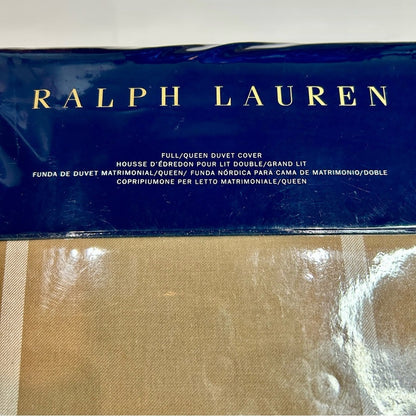 RALPH LAUREN
FULL/QUEEN DUVET COVER
HOUSSE D'ÉDREDON POUR LIT DOUBLE/GRAND LIT
FUNDA DE DUVET MATRIMONIAL/QUEEN/ FUNDA NÓRDICA PARA CAMA DE MATRIMONIO/DOBLE
COPRIPIUMONE PER LETTO MATRIMONIALE/QUEEN